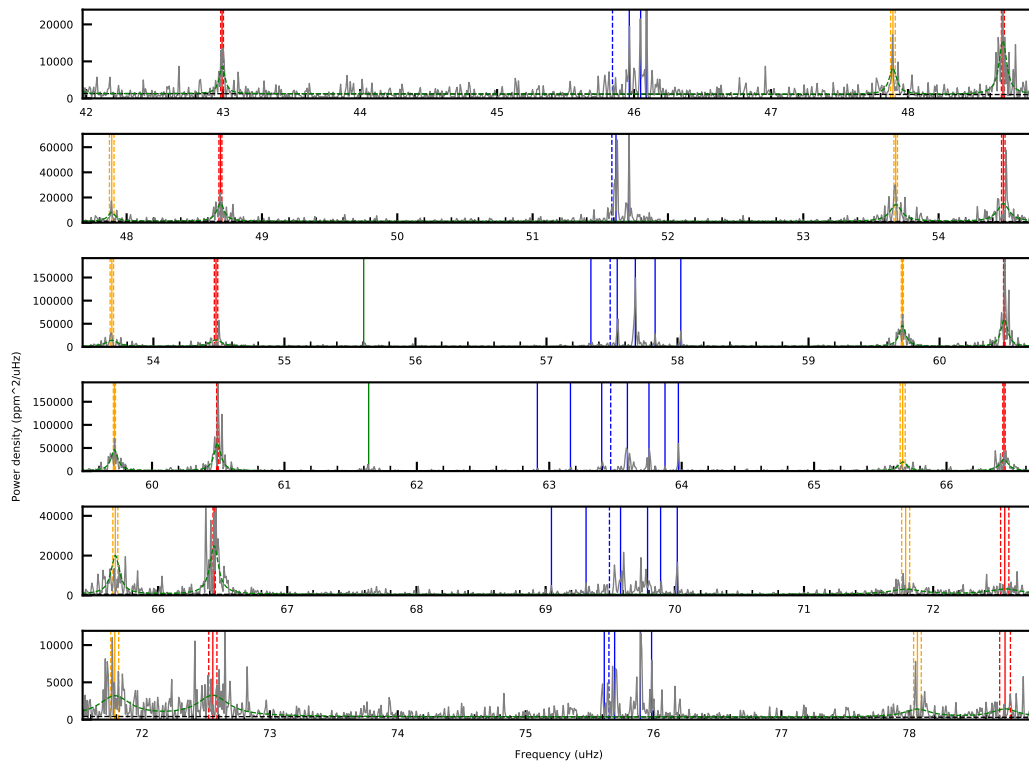 20000
10000
0
42 43 44 45 46 47 48
60000
40000
20000
0
48 49 50 51 52 53 54
150000
100000
50000
0
54 55 56 57 58 59 60
Power density (ppm^2/uHz)
150000
100000
50000
0
60 61 62 63 64 65 66
40000
20000
0
66 67 68 69 70 71 72
10000
5000
0
72 73 74 75 76 77 78
Frequency (uHz)